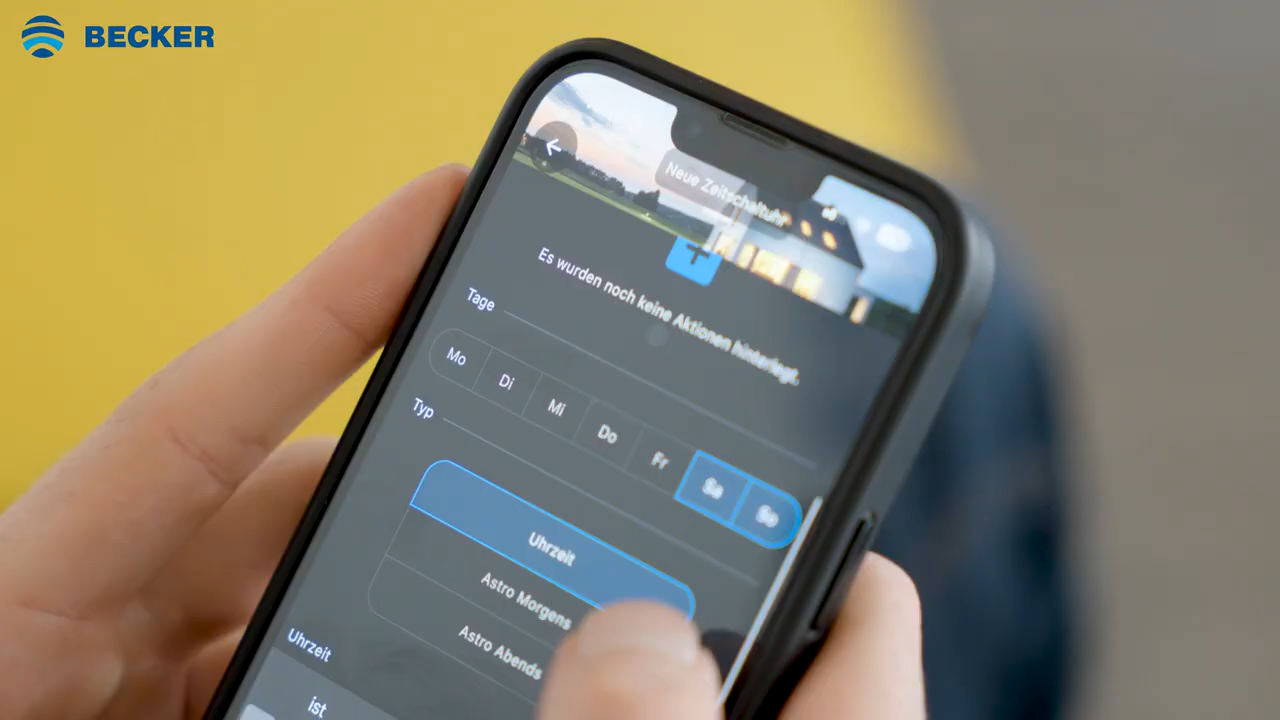 BECKER
Neue Zeitschaltuhr
Es wurden noch keine Aktionen hinterlegt.
Tage
Mo Di Mi Do Fr Sa So
Typ
Uhrzeit
Astro Morgens
Astro Abends
Uhrzeit
ist